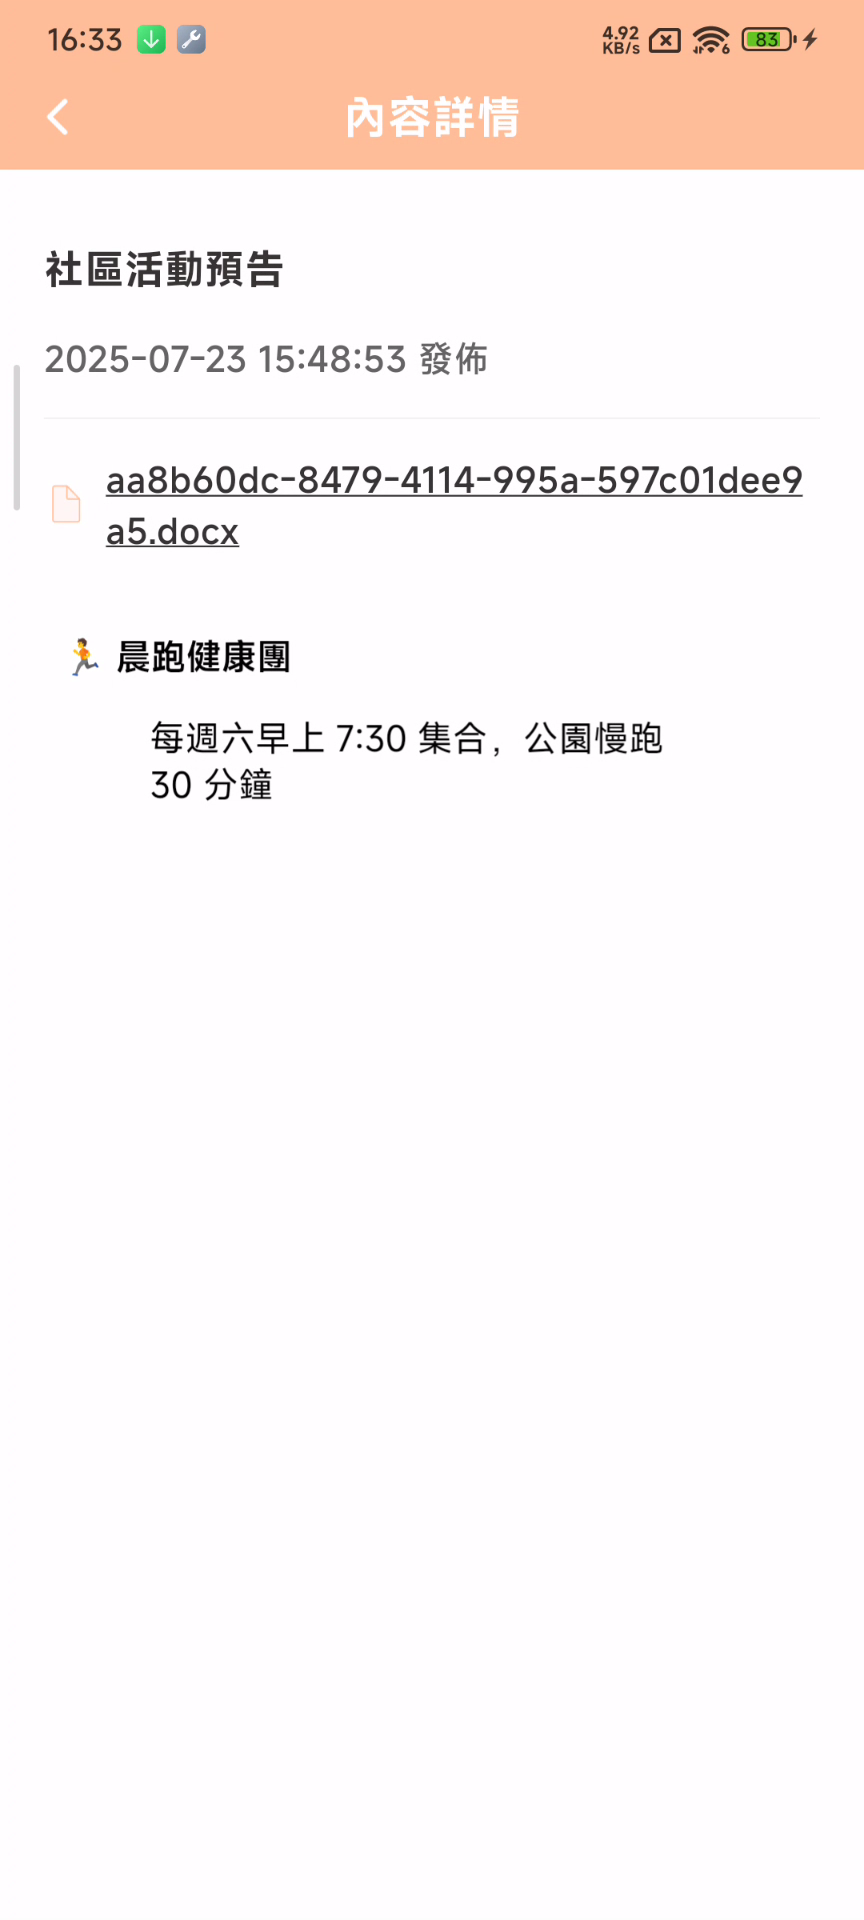 16:33
4.92
KB/s
6
83
內容詳情
社區活動預告
2025-07-23 15:48:53 發佈
aa8b60dc-8479-4114-995a-597c01dee9
a5.docx
🏃 晨跑健康團
每週六早上 7:30 集合，公園慢跑
30 分鐘